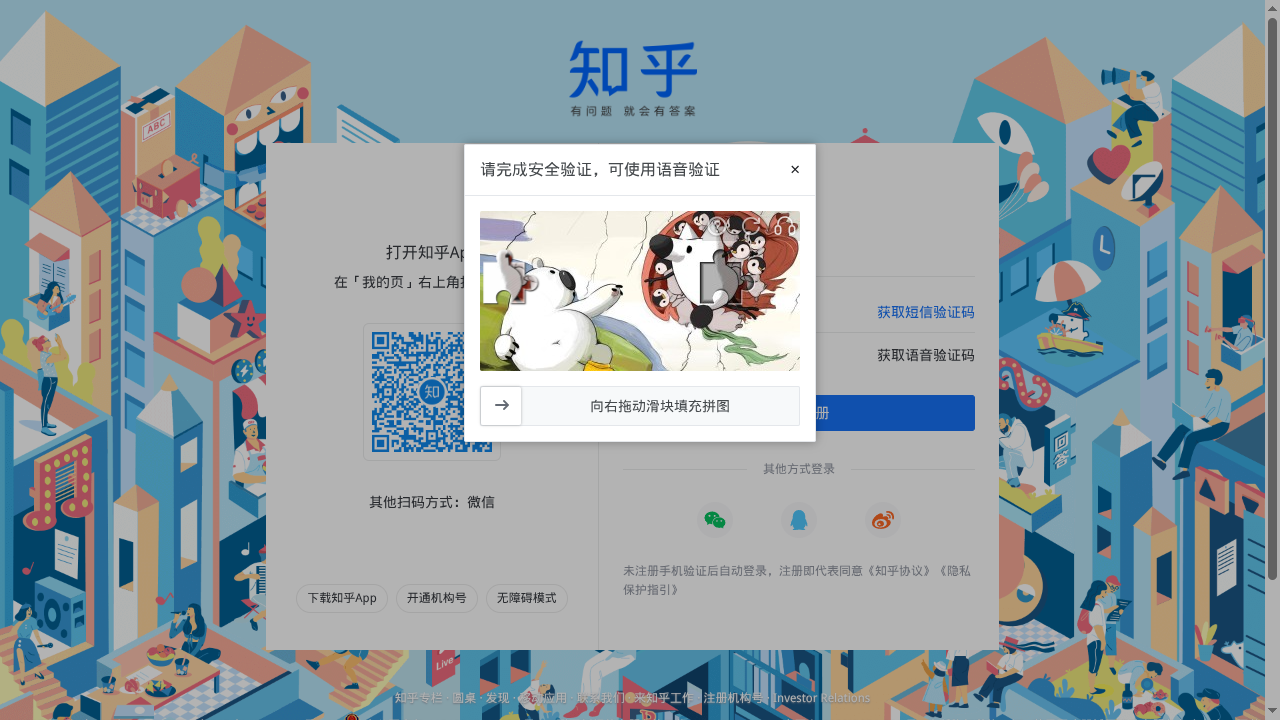 知乎
有问题 就会有答案
ABC
请完成安全验证，可使用语音验证
×
打开知乎Ap
在「我的页」右上角打
获取短信验证码
知
获取语音验证码
向右拖动滑块填充拼图
册
回答
其他方式登录
其他扫码方式：微信
未注册手机验证后自动登录，注册即代表同意《知乎协议》《隐私
保护指引》
下载知乎App
开通机构号
无障碍模式
Live
知乎专栏 · 圆桌 · 发现 · 移动应用 · 联系我们 · 来知乎工作 · 注册机构号 · Investor Relations